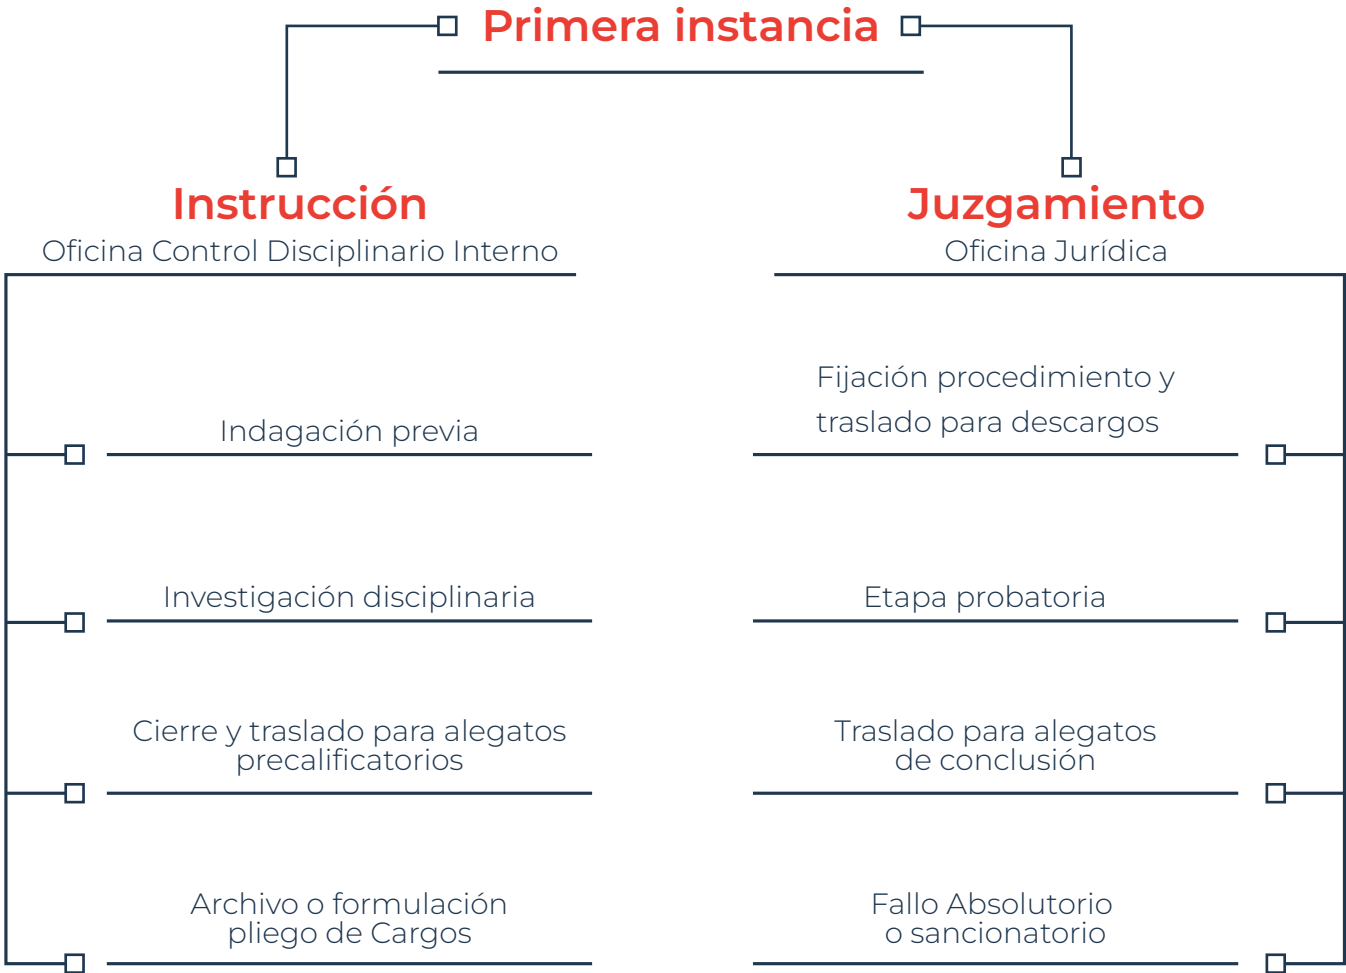 Primera instancia
Instrucción
Oficina Control Disciplinario Interno
Indagación previa
Investigación disciplinaria
Cierre y traslado para alegatos
precalificatorios
Archivo o formulación
pliego de Cargos
Juzgamiento
Oficina Jurídica
Fijación procedimiento y
traslado para descargos
Etapa probatoria
Traslado para alegatos
de conclusión
Fallo Absolutorio
o sancionatorio